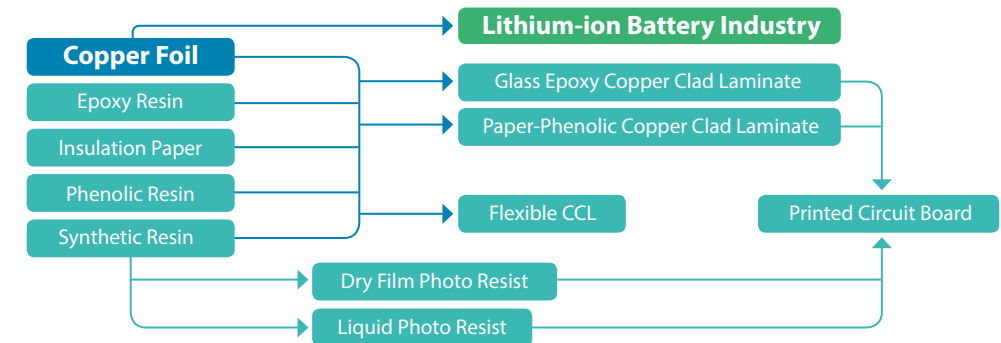 Lithium-ion Battery Industry
Copper Foil
Glass Epoxy Copper Clad Laminate
Epoxy Resin
Paper-Phenolic Copper Clad Laminate
Insulation Paper
Phenolic Resin
Flexible CCL
Printed Circuit Board
Synthetic Resin
Dry Film Photo Resist
Liquid Photo Resist